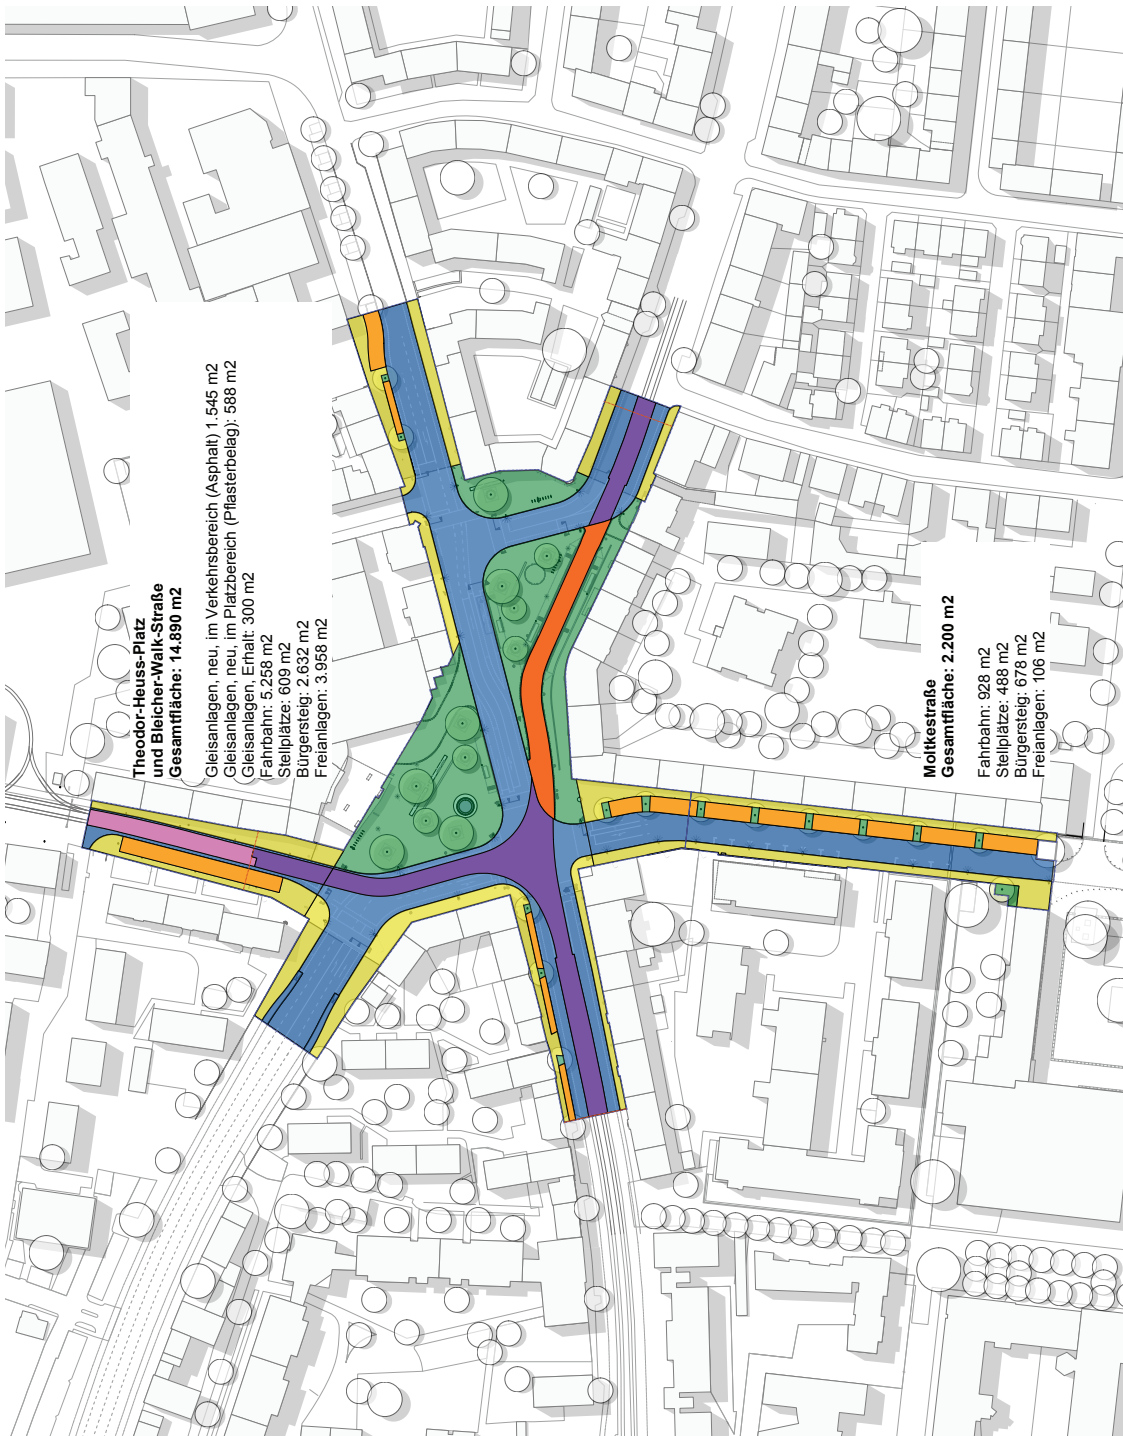 Theodor-Heuss-Platz
und Bleicher-Walk-Straße
Gesamtfläche: 14.890 m2
Gleisanlagen, neu, im Verkehrsbereich (Asphalt) 1.545 m2
Gleisanlagen, neu, im Platzbereich (Pflasterbelag): 588 m2
Gleisanlagen, Erhalt: 300 m2
Fahrbahn: 5.258 m2
Stellplätze: 609 m2
Bürgersteig: 2.632 m2
Freianlagen: 3.958 m2
Moltkestraße
Gesamtfläche: 2.200 m2
Fahrbahn: 928 m2
Stellplätze: 488 m2
Bürgersteig: 678 m2
Freianlagen: 106 m2